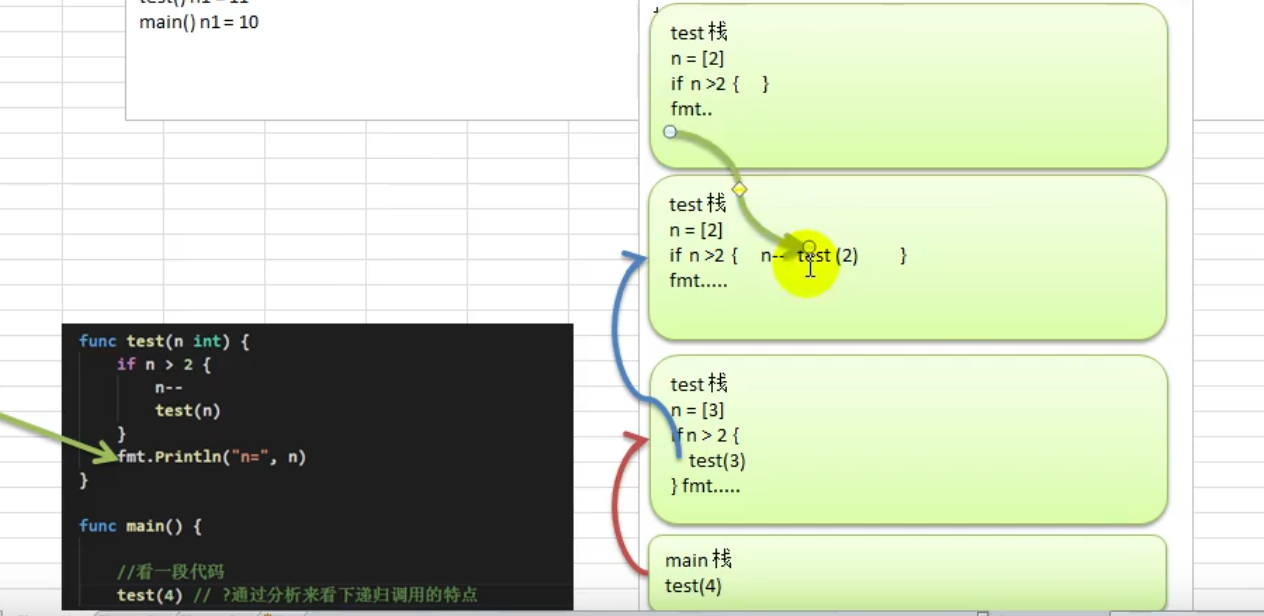 main() n1 = 10
test 栈
n = [2]
if n >2 { }
fmt..
test 栈
n = [2]
if n >2 { n-- test (2) }
fmt.....
test 栈
n = [3]
if n > 2 {
test(3)
} fmt.....
main 栈
test(4)
func test(n int) {
if n > 2 {
n--
test(n)
}
fmt.Println("n=", n)
}
func main() {
//看一段代码
test(4) // ?通过分析来看下递归调用的特点